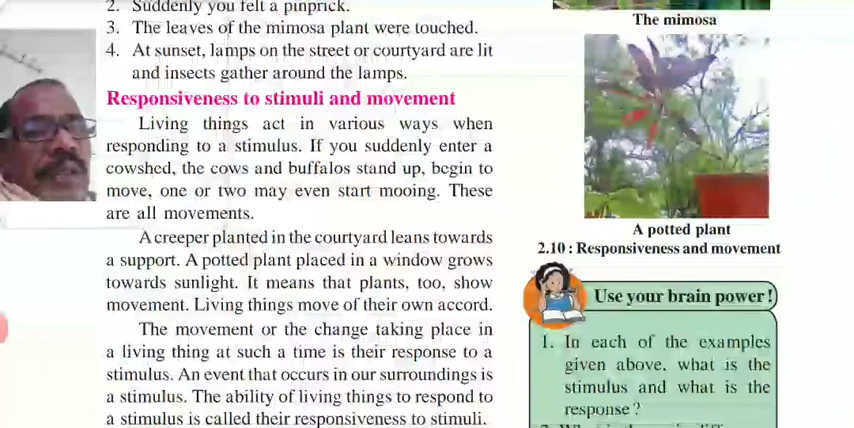 2. Suddenly you felt a pinprick.
3. The leaves of the mimosa plant were touched.
4. At sunset, lamps on the street or courtyard are lit
and insects gather around the lamps.
Responsiveness to stimuli and movement
Living things act in various ways when
responding to a stimulus. If you suddenly enter a
cowshed, the cows and buffalos stand up, begin to
move, one or two may even start mooing. These
are all movements.
A creeper planted in the courtyard leans towards
a support. A potted plant placed in a window grows
towards sunlight. It means that plants, too, show
movement. Living things move of their own accord.
The movement or the change taking place in
a living thing at such a time is their response to a
stimulus. An event that occurs in our surroundings is
a stimulus. The ability of living things to respond to
a stimulus is called their responsiveness to stimuli.
The mimosa
A potted plant
2.10 : Responsiveness and movement
Use your brain power !
1. In each of the examples
given above, what is the
stimulus and what is the
response ?